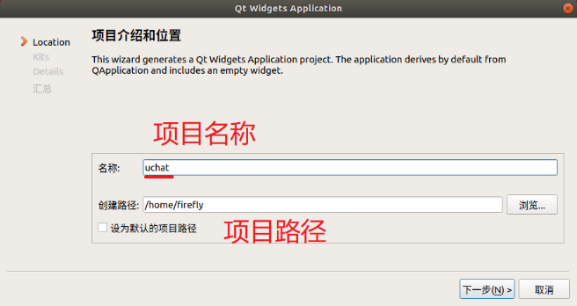 Qt Widgets Application
Location
Kits
Details
汇总
项目介绍和位置
This wizard generates a Qt Widgets Application project. The application derives by default from
QApplication and includes an empty widget.
项目名称
名称: uchat
创建路径: /home/firefly 浏览...
设为默认的项目路径
项目路径
下一步(N) > 取消